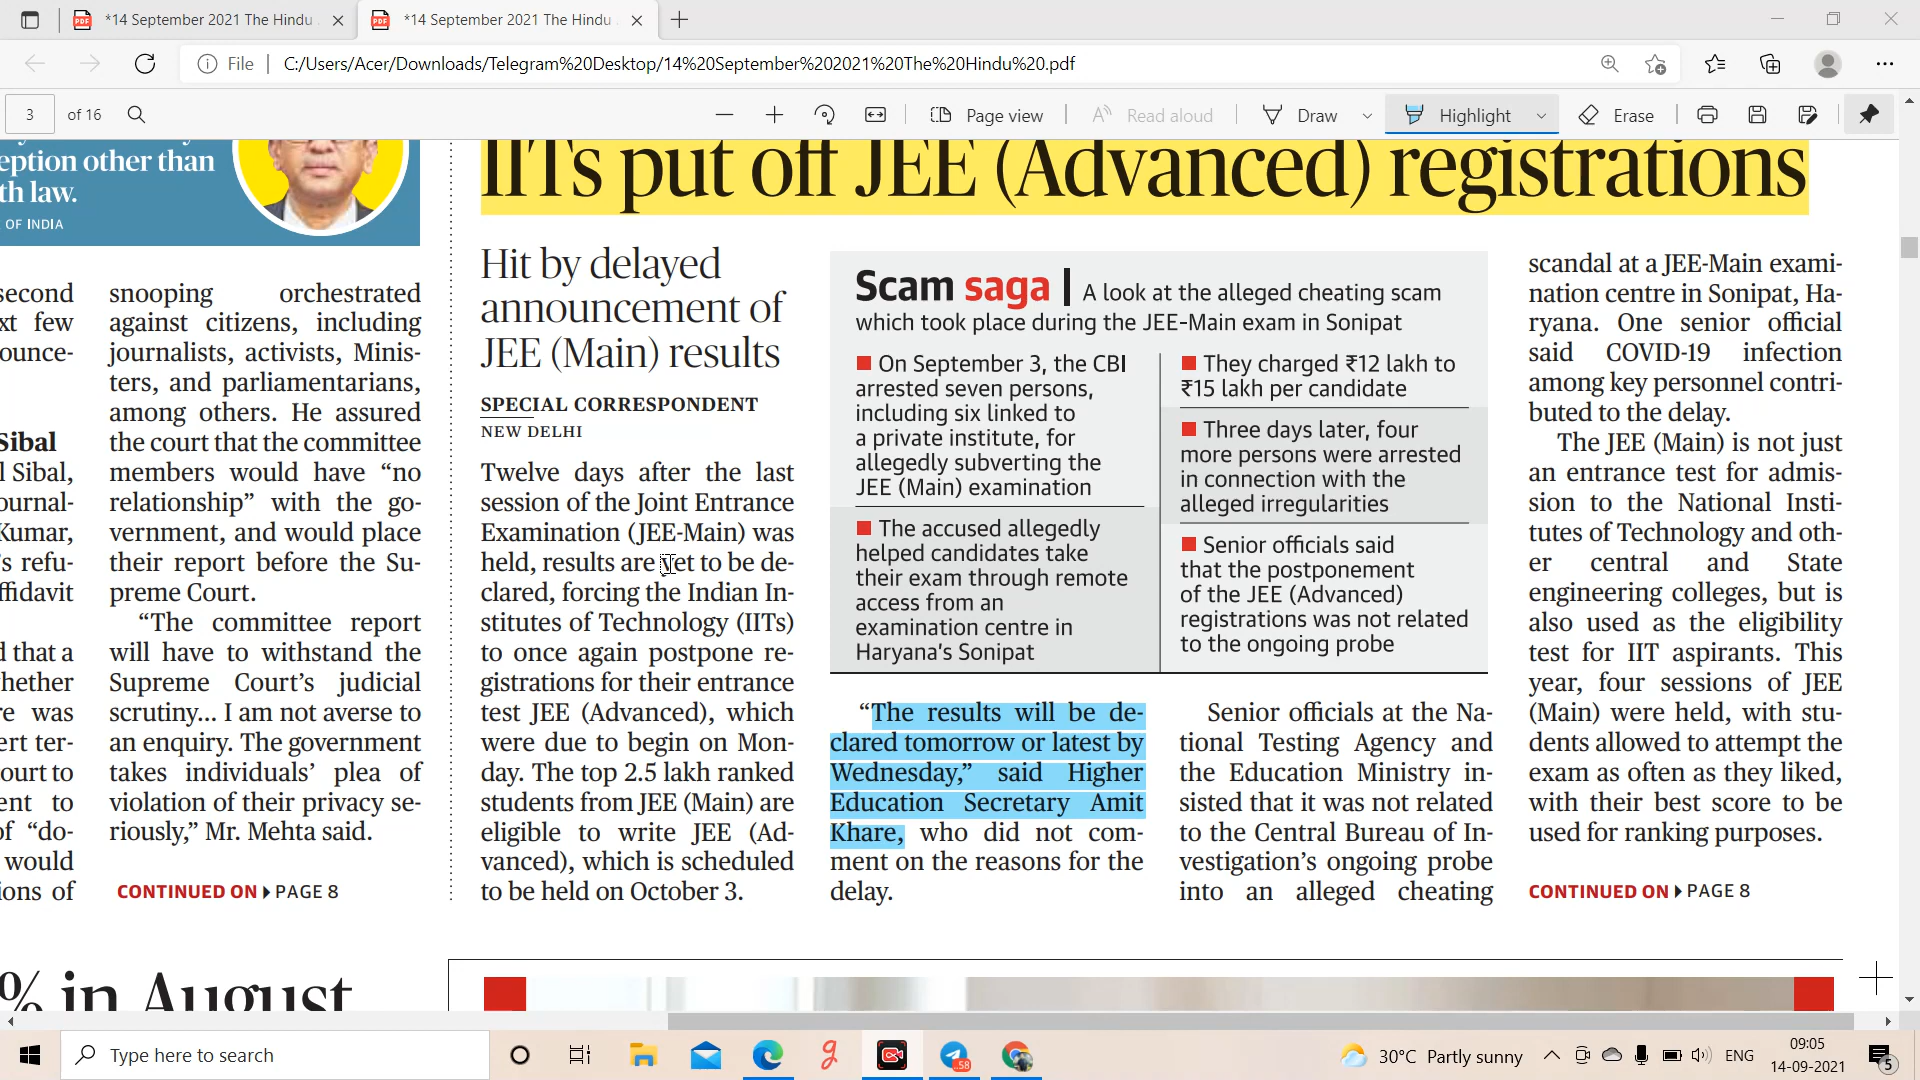 *14 September 2021 The Hindu
*14 September 2021 The Hindu
File
C:/Users/Acer/Downloads/Telegram%20Desktop/14%20September%202021%20The%20Hindu%20.pdf
3 of 16
Page view
Read aloud
Draw
Highlight
Erase
eption other than
th law.
OF INDIA
second
xt few
ounce-
Sibal
l Sibal,
ournal-
Kumar,
's refu-
ffidavit
d that a
hether
re was
ert ter-
ourt to
ent to
of “do-
would
ions of
snooping orchestrated
against citizens, including
journalists, activists, Minis-
ters, and parliamentarians,
among others. He assured
the court that the committee
members would have “no
relationship” with the go-
vernment, and would place
their report before the Su-
preme Court.
“The committee report
will have to withstand the
Supreme Court’s judicial
scrutiny... I am not averse to
an enquiry. The government
takes individuals’ plea of
violation of their privacy se-
riously,” Mr. Mehta said.
CONTINUED ON PAGE 8
IITs put off JEE (Advanced) registrations
Hit by delayed
announcement of
JEE (Main) results
SPECIAL CORRESPONDENT
NEW DELHI
Twelve days after the last
session of the Joint Entrance
Examination (JEE-Main) was
held, results are yet to be de-
clared, forcing the Indian In-
stitutes of Technology (IITs)
to once again postpone re-
gistrations for their entrance
test JEE (Advanced), which
were due to begin on Mon-
day. The top 2.5 lakh ranked
students from JEE (Main) are
eligible to write JEE (Ad-
vanced), which is scheduled
to be held on October 3.
Scam saga | A look at the alleged cheating scam
which took place during the JEE-Main exam in Sonipat
On September 3, the CBI
arrested seven persons,
including six linked to
a private institute, for
allegedly subverting the
JEE (Main) examination
The accused allegedly
helped candidates take
their exam through remote
access from an
examination centre in
Haryana’s Sonipat
They charged ₹12 lakh to
₹15 lakh per candidate
Three days later, four
more persons were arrested
in connection with the
alleged irregularities
Senior officials said
that the postponement
of the JEE (Advanced)
registrations was not related
to the ongoing probe
“The results will be de-
clared tomorrow or latest by
Wednesday,” said Higher
Education Secretary Amit
Khare, who did not com-
ment on the reasons for the
delay.
Senior officials at the Na-
tional Testing Agency and
the Education Ministry in-
sisted that it was not related
to the Central Bureau of In-
vestigation’s ongoing probe
into an alleged cheating
scandal at a JEE-Main exami-
nation centre in Sonipat, Ha-
ryana. One senior official
said COVID-19 infection
among key personnel contri-
buted to the delay.
The JEE (Main) is not just
an entrance test for admis-
sion to the National Insti-
tutes of Technology and oth-
er central and State
engineering colleges, but is
also used as the eligibility
test for IIT aspirants. This
year, four sessions of JEE
(Main) were held, with stu-
dents allowed to attempt the
exam as often as they liked,
with their best score to be
used for ranking purposes.
CONTINUED ON PAGE 8
% in August
Type here to search
58
30°C Partly sunny
ENG
09:05
14-09-2021
5